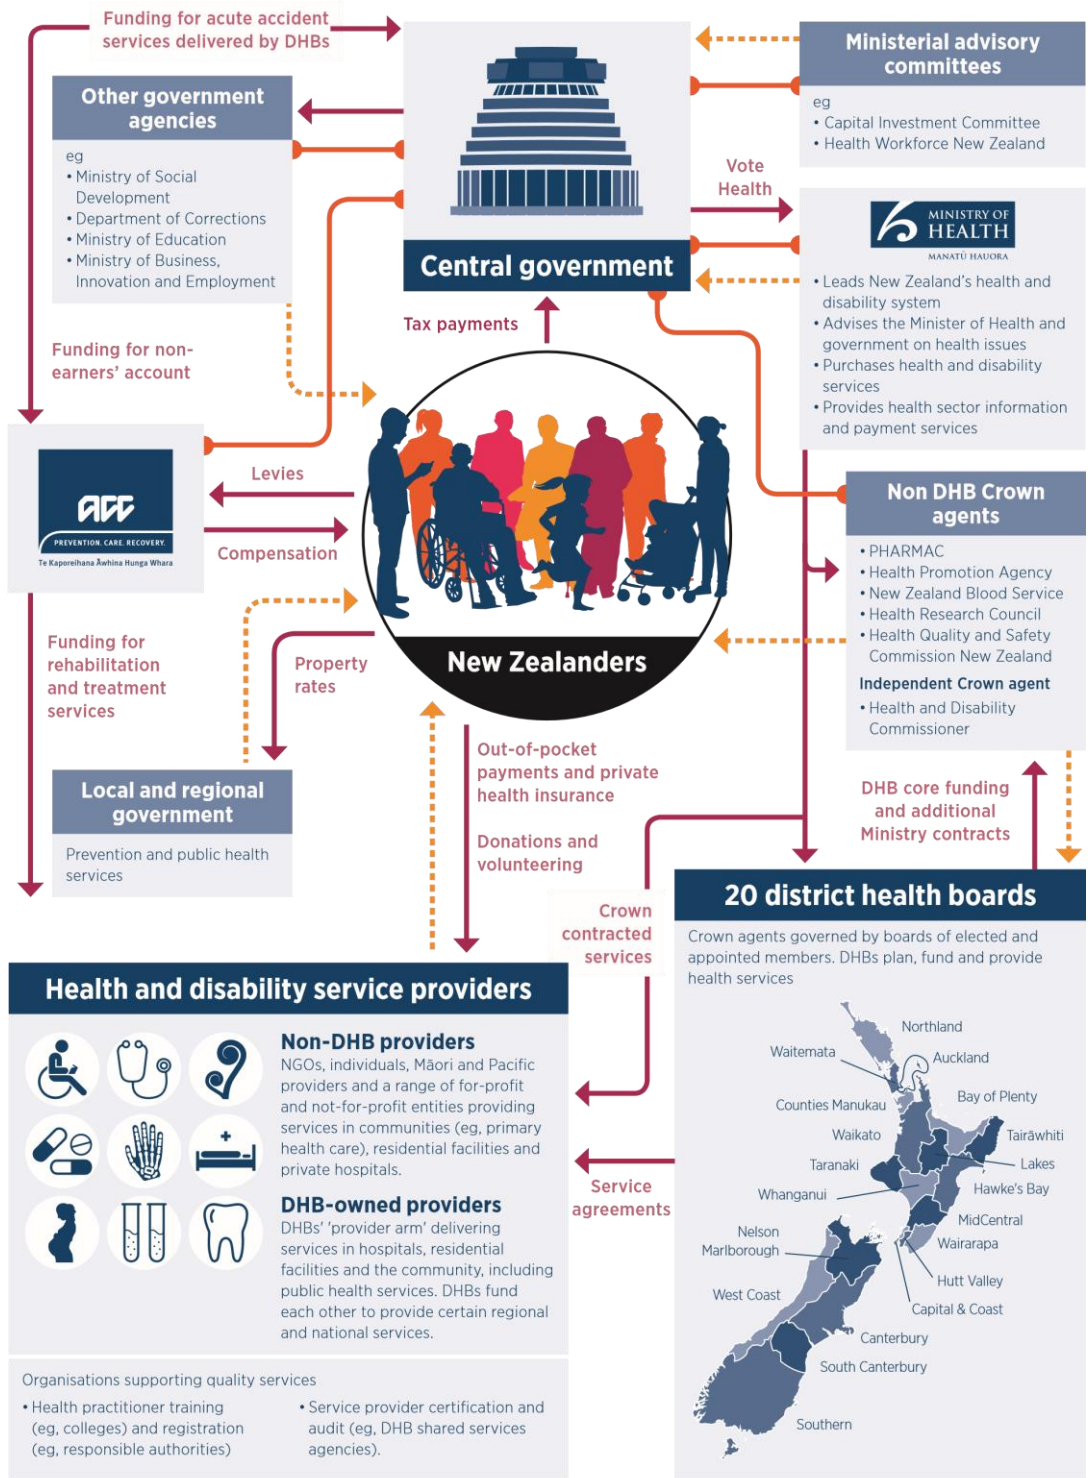 Funding for acute accident
services delivered by DHBs
Other government
agencies
eg
• Ministry of Social
Development
• Department of Corrections
• Ministry of Education
• Ministry of Business,
Innovation and Employment
Central government
Ministerial advisory
committees
eg
• Capital Investment Committee
• Health Workforce New Zealand
Vote
Health
MINISTRY OF
HEALTH
MANATŪ HAUORA
• Leads New Zealand's health and
disability system
• Advises the Minister of Health and
government on health issues
• Purchases health and disability
services
• Provides health sector information
and payment services
Tax payments
Funding for non-
earners' account
acc
PREVENTION. CARE. RECOVERY.
Te Kaporeihana Āwhina Hunga Whara
Levies
Compensation
New Zealanders
Non DHB Crown
agents
• PHARMAC
• Health Promotion Agency
• New Zealand Blood Service
• Health Research Council
• Health Quality and Safety
Commission New Zealand
Independent Crown agent
• Health and Disability
Commissioner
Funding for
rehabilitation
and treatment
services
Property
rates
Local and regional
government
Prevention and public health
services
Out-of-pocket
payments and private
health insurance
Donations and
volunteering
DHB core funding
and additional
Ministry contracts
Crown
contracted
services
20 district health boards
Crown agents governed by boards of elected and
appointed members. DHBs plan, fund and provide
health services
Northland
Waitemata
Auckland
Counties Manukau
Bay of Plenty
Waikato
Tairāwhiti
Taranaki
Lakes
Whanganui
Hawke's Bay
MidCentral
Nelson
Marlborough
Wairarapa
Hutt Valley
West Coast
Capital & Coast
Canterbury
South Canterbury
Southern
Health and disability service providers
Non-DHB providers
NGOs, individuals, Māori and Pacific
providers and a range of for-profit
and not-for-profit entities providing
services in communities (eg, primary
health care), residential facilities and
private hospitals.
DHB-owned providers
DHBs' 'provider arm' delivering
services in hospitals, residential
facilities and the community, including
public health services. DHBs fund
each other to provide certain regional
and national services.
Service
agreements
Organisations supporting quality services
• Health practitioner training
(eg, colleges) and registration
(eg, responsible authorities)
• Service provider certification and
audit (eg, DHB shared services
agencies).